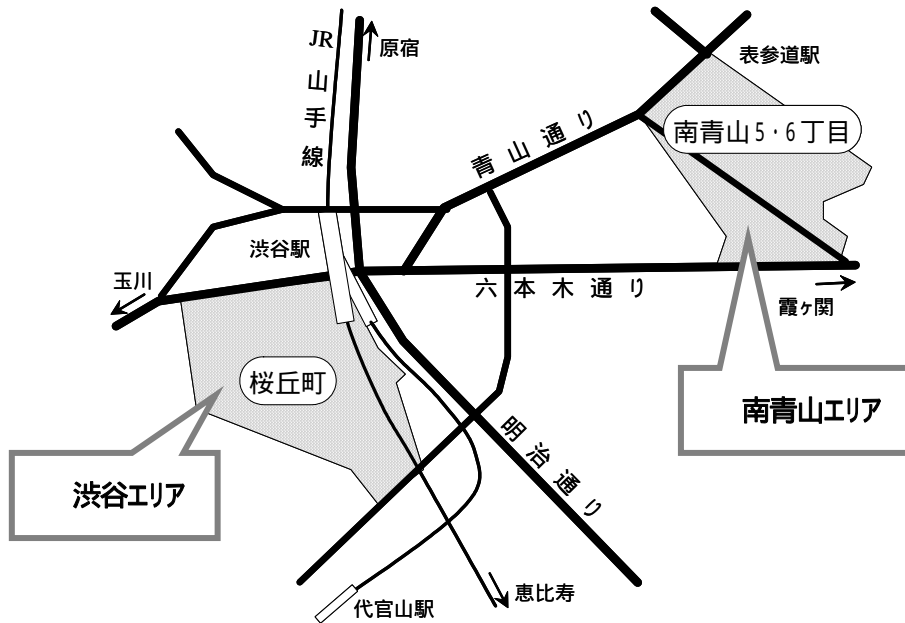 JR山手線
原宿
表参道駅
南青山5・6丁目
青山通り
渋谷駅
玉川
六本木通り
霞ヶ関
桜丘町
南青山エリア
渋谷エリア
明治通り
恵比寿
代官山駅